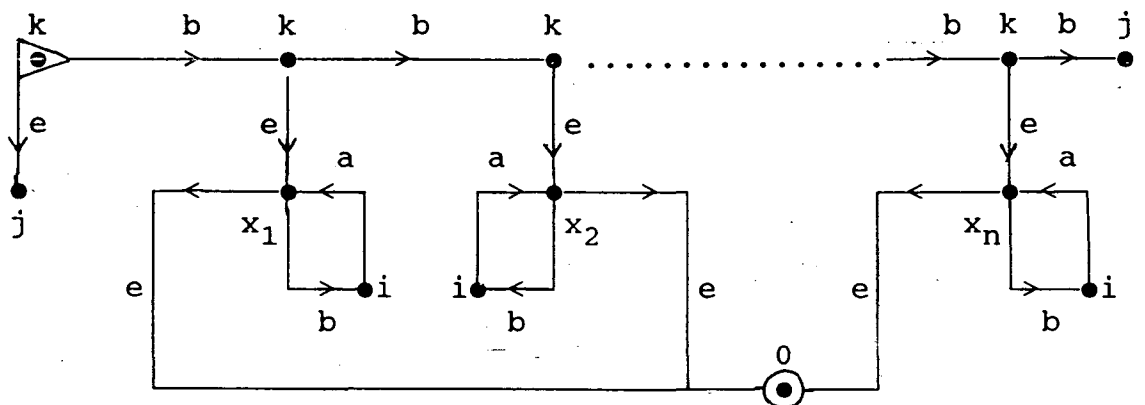 k b k b k b k b j
e e e e
a a a
j x₁ x₂ xₙ
e i i e e i
b b b
0